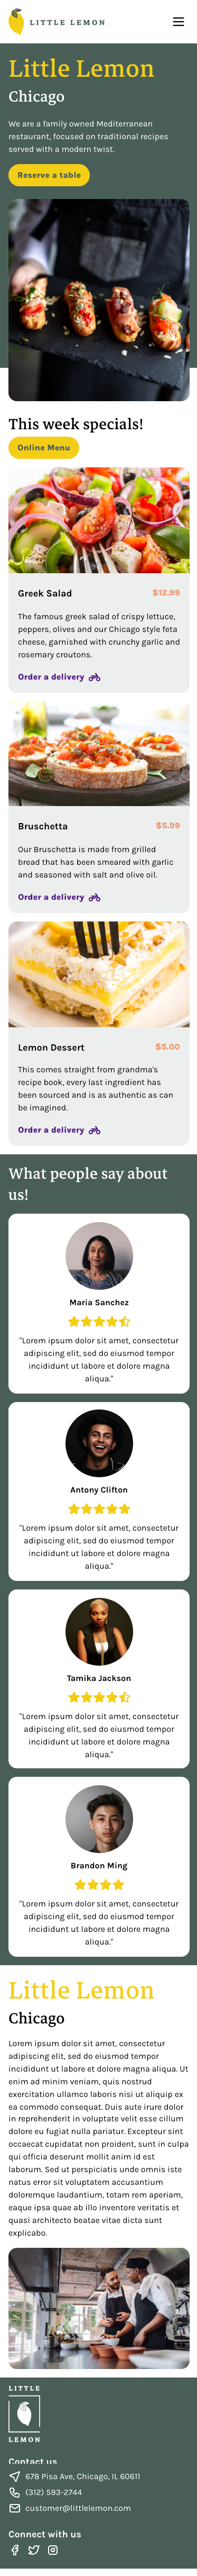 LITTLE LEMON
Little Lemon
Chicago
We are a family owned Mediterranean
restaurant, focused on traditional recipes
served with a modern twist.
Reserve a table
This week specials!
Online Menu
Greek Salad $12.99
The famous greek salad of crispy lettuce,
peppers, olives and our Chicago style feta
cheese, garnished with crunchy garlic and
rosemary croutons.
Order a delivery
Bruschetta $5.99
Our Bruschetta is made from grilled
bread that has been smeared with garlic
and seasoned with salt and olive oil.
Order a delivery
Lemon Dessert $5.00
This comes straight from grandma's
recipe book, every last ingredient has
been sourced and is as authentic as can
be imagined.
Order a delivery
What people say about
us!
Maria Sanchez
"Lorem ipsum dolor sit amet, consectetur
adipiscing elit, sed do eiusmod tempor
incididunt ut labore et dolore magna
aliqua."
Antony Clifton
"Lorem ipsum dolor sit amet, consectetur
adipiscing elit, sed do eiusmod tempor
incididunt ut labore et dolore magna
aliqua."
Tamika Jackson
"Lorem ipsum dolor sit amet, consectetur
adipiscing elit, sed do eiusmod tempor
incididunt ut labore et dolore magna
aliqua."
Brandon Ming
"Lorem ipsum dolor sit amet, consectetur
adipiscing elit, sed do eiusmod tempor
incididunt ut labore et dolore magna
aliqua."
Little Lemon
Chicago
Lorem ipsum dolor sit amet, consectetur
adipiscing elit, sed do eiusmod tempor
incididunt ut labore et dolore magna aliqua. Ut
enim ad minim veniam, quis nostrud
exercitation ullamco laboris nisi ut aliquip ex
ea commodo consequat. Duis aute irure dolor
in reprehenderit in voluptate velit esse cillum
dolore eu fugiat nulla pariatur. Excepteur sint
occaecat cupidatat non proident, sunt in culpa
qui officia deserunt mollit anim id est
laborum. Sed ut perspiciatis unde omnis iste
natus error sit voluptatem accusantium
doloremque laudantium, totam rem aperiam,
eaque ipsa quae ab illo inventore veritatis et
quasi architecto beatae vitae dicta sunt
explicabo.
LITTLE
LEMON
Contact us
678 Pisa Ave, Chicago, IL 60611
(312) 593-2744
customer@littlelemon.com
Connect with us